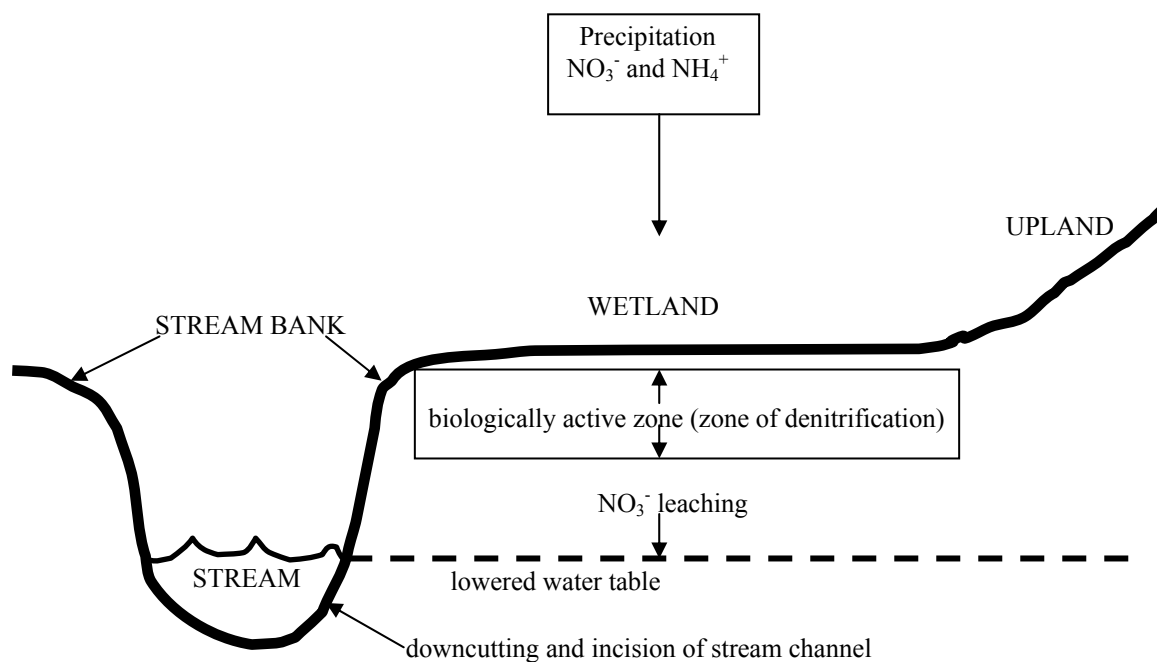 Precipitation
NO₃⁻ and NH₄⁺
UPLAND
WETLAND
STREAM BANK
biologically active zone (zone of denitrification)
NO₃⁻ leaching
STREAM
lowered water table
downcutting and incision of stream channel